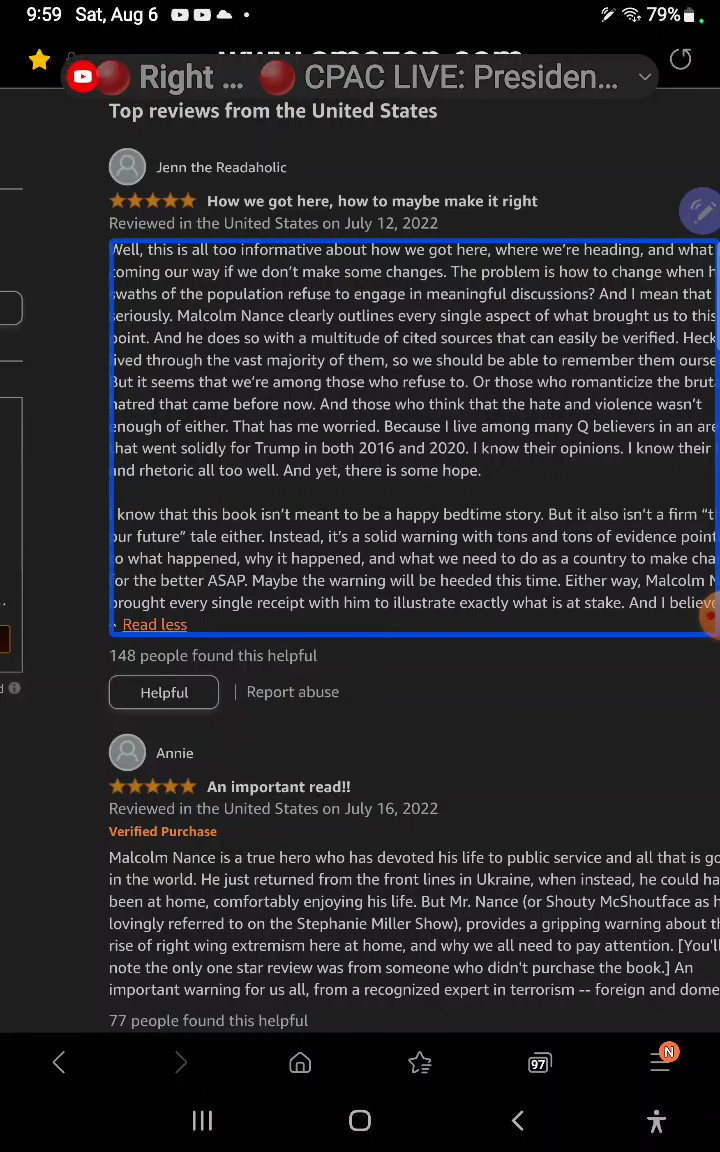 9:59 Sat, Aug 6 79%
Right ... CPAC LIVE: Presiden...
Top reviews from the United States
Jenn the Readaholic
How we got here, how to maybe make it right
Reviewed in the United States on July 12, 2022
Well, this is all too informative about how we got here, where we’re heading, and what
coming our way if we don’t make some changes. The problem is how to change when h
swaths of the population refuse to engage in meaningful discussions? And I mean that
seriously. Malcolm Nance clearly outlines every single aspect of what brought us to this
point. And he does so with a multitude of cited sources that can easily be verified. Heck
lived through the vast majority of them, so we should be able to remember them ourse
But it seems that we’re among those who refuse to. Or those who romanticize the brut
hatred that came before now. And those who think that the hate and violence wasn’t
enough of either. That has me worried. Because I live among many Q believers in an are
that went solidly for Trump in both 2016 and 2020. I know their opinions. I know their
and rhetoric all too well. And yet, there is some hope.
I know that this book isn’t meant to be a happy bedtime story. But it also isn’t a firm “t
our future” tale either. Instead, it’s a solid warning with tons and tons of evidence point
to what happened, why it happened, and what we need to do as a country to make cha
for the better ASAP. Maybe the warning will be heeded this time. Either way, Malcolm N
brought every single receipt with him to illustrate exactly what is at stake. And I believe
Read less
148 people found this helpful
Helpful | Report abuse
Annie
An important read!!
Reviewed in the United States on July 16, 2022
Verified Purchase
Malcolm Nance is a true hero who has devoted his life to public service and all that is go
in the world. He just returned from the front lines in Ukraine, when instead, he could ha
been at home, comfortably enjoying his life. But Mr. Nance (or Shouty McShoutface as h
lovingly referred to on the Stephanie Miller Show), provides a gripping warning about th
rise of right wing extremism here at home, and why we all need to pay attention. [You'll
note the only one star review was from someone who didn't purchase the book.] An
important warning for us all, from a recognized expert in terrorism -- foreign and dome
77 people found this helpful
97
N